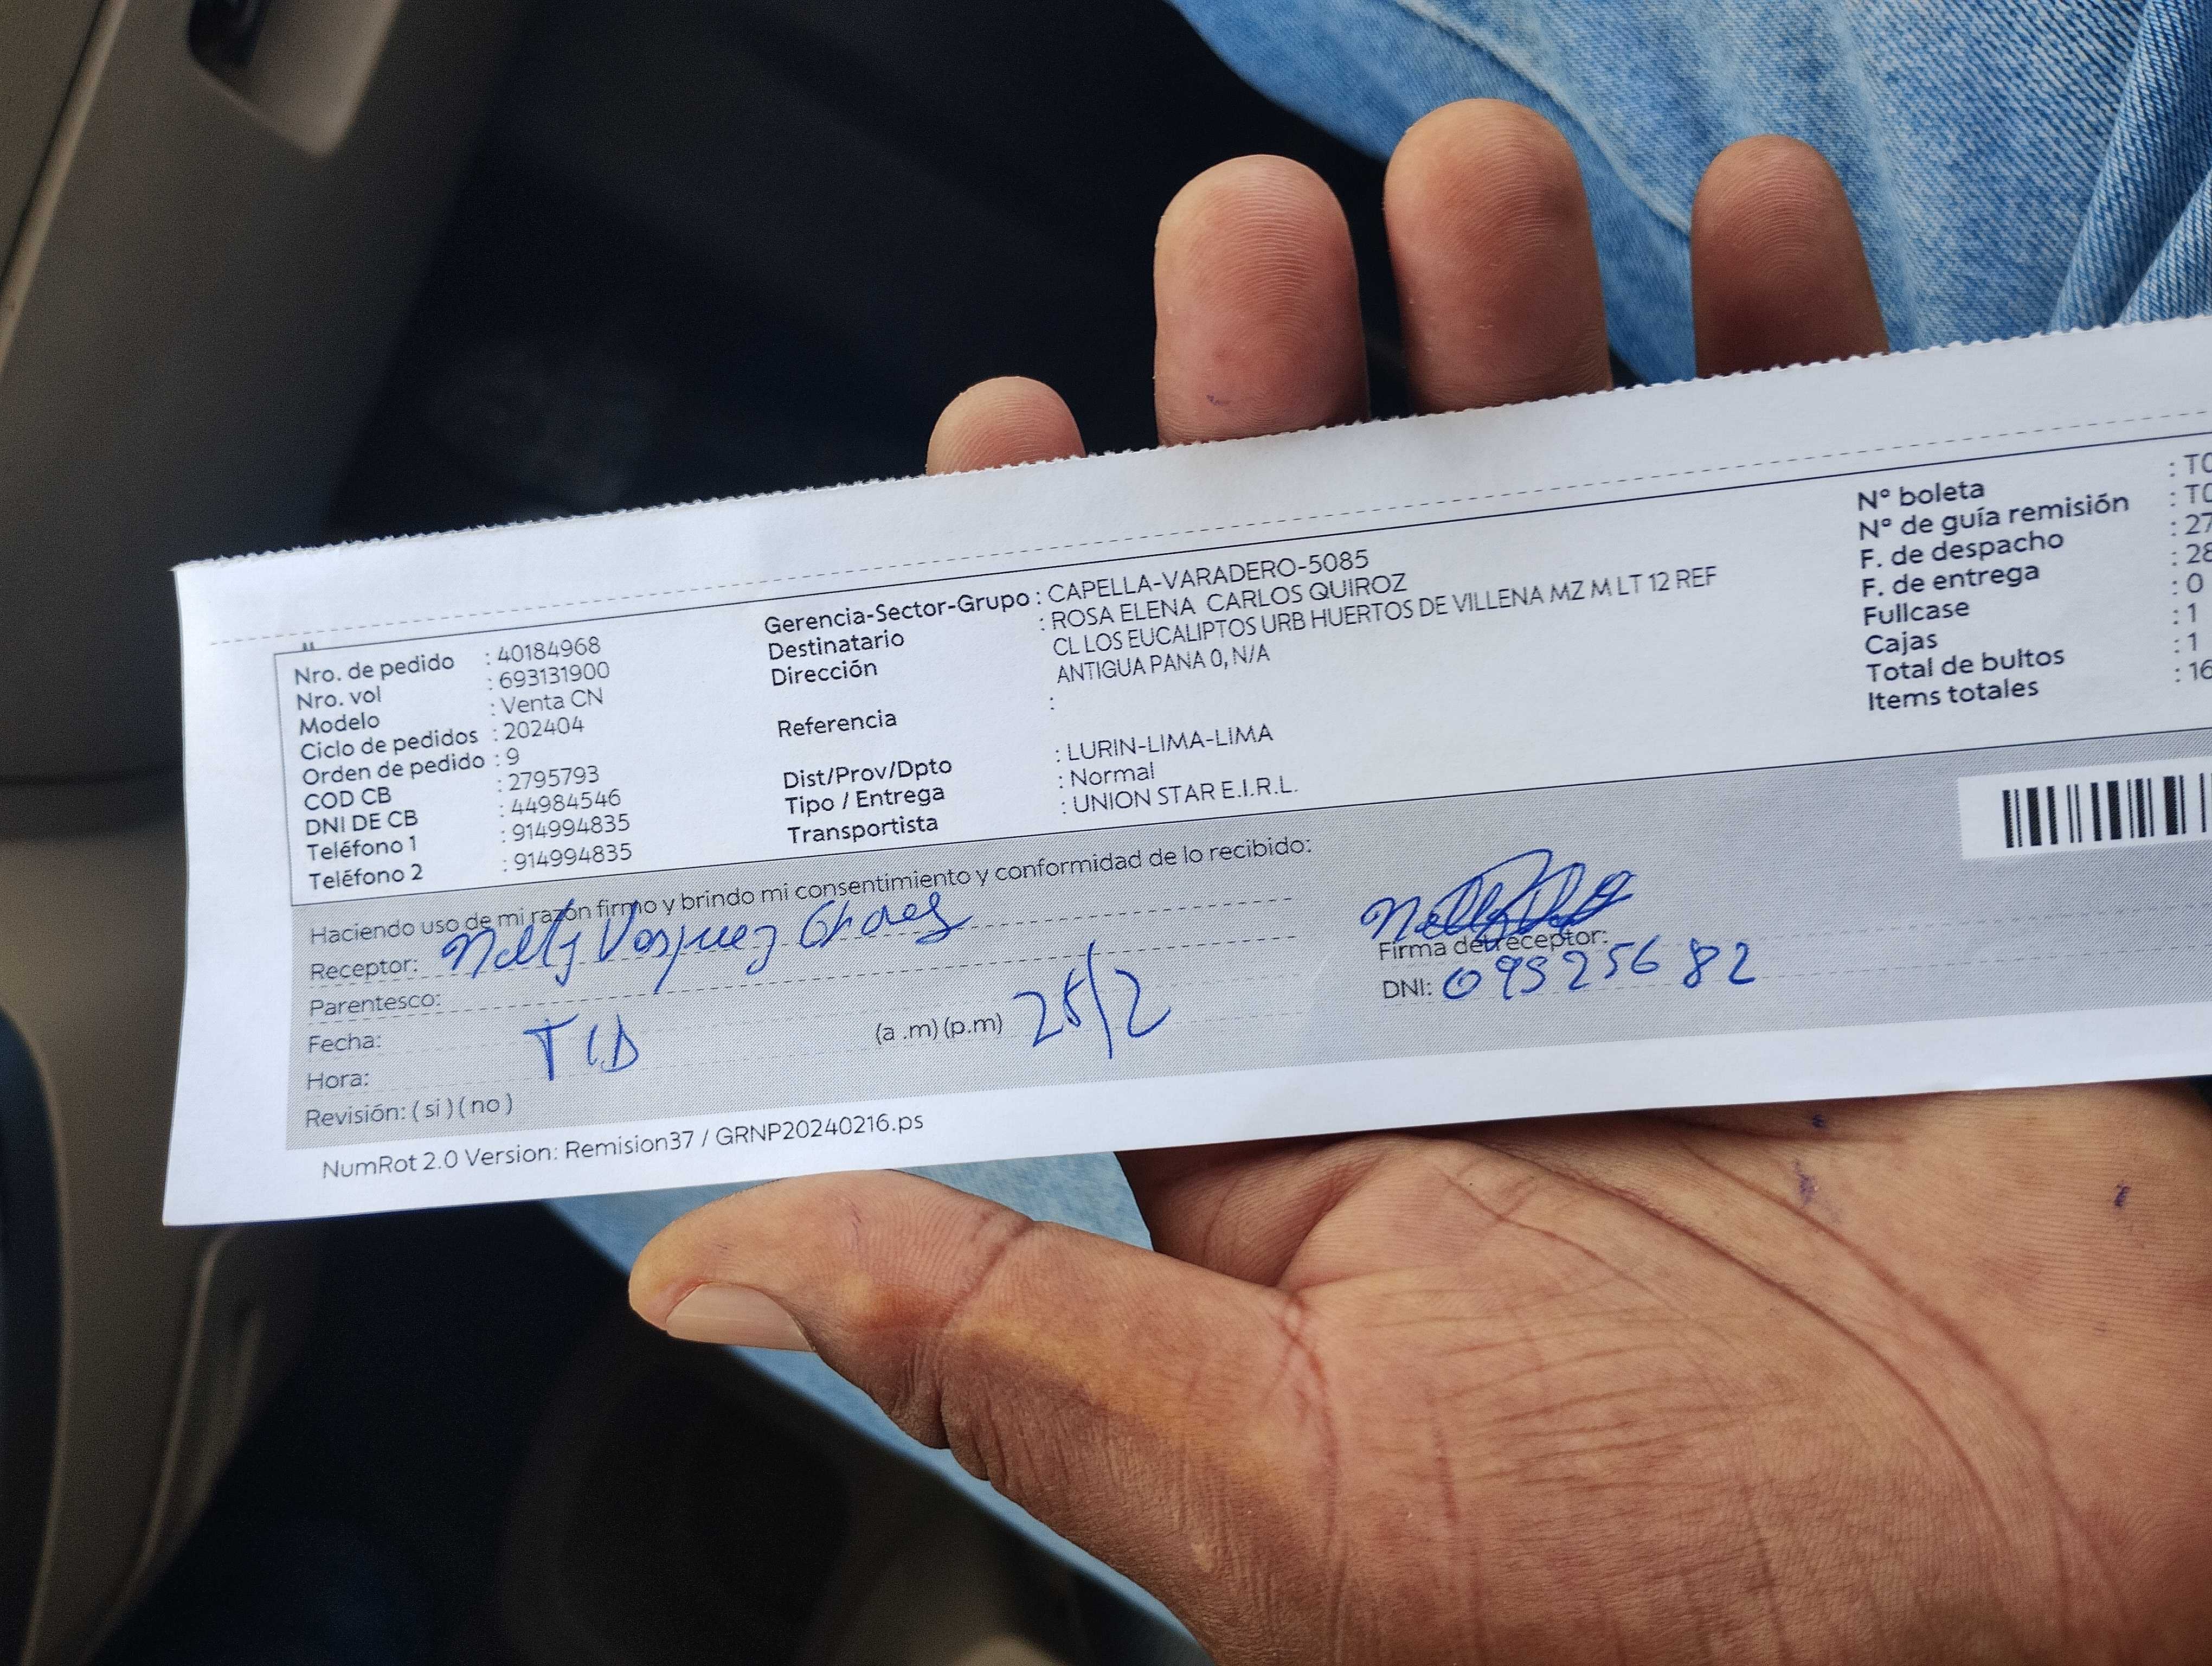 Nro. de pedido : 40184968
Nro. vol : 693131900
Modelo : Venta CN
Ciclo de pedidos : 202404
Orden de pedido : 9
COD CB : 2795793
DNI DE CB : 44984546
Teléfono 1 : 914994835
Teléfono 2 : 914994835
Gerencia-Sector-Grupo : CAPELLA-VARADERO-5085
Destinatario : ROSA ELENA CARLOS QUIROZ
Dirección CL LOS EUCALIPTOS URB HUERTOS DE VILLENA MZ M LT 12 REF
ANTIGUA PANA 0, N/A
Referencia :
Dist/Prov/Dpto : LURIN-LIMA-LIMA
Tipo / Entrega : Normal
Transportista : UNION STAR E.I.R.L.
N° boleta : T0
N° de guía remisión : T0
F. de despacho : 27
F. de entrega : 28
Fullcase : 0
Cajas : 1
Total de bultos : 1
Items totales : 16
Haciendo uso de mi razón firmo y brindo mi consentimiento y conformidad de lo recibido:
Receptor: Nelly Vasquez
Parentesco:
Fecha: (a .m) (p.m)
Hora:
Revisión: ( si ) ( no )
Firma del receptor:
DNI: 09525682
NumRot 2.0 Version: Remision37 / GRNP20240216.ps